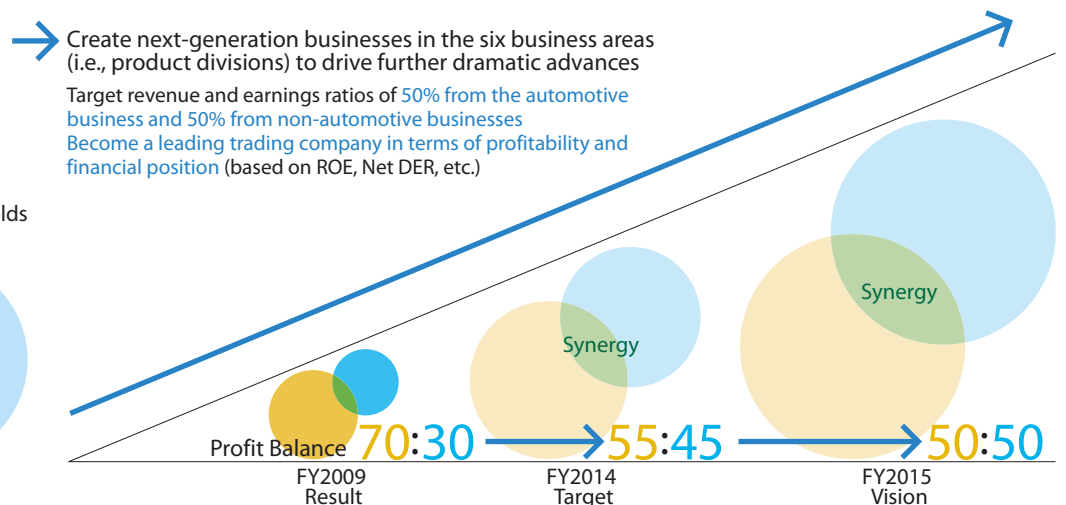 Create next-generation businesses in the six business areas
(i.e., product divisions) to drive further dramatic advances
Target revenue and earnings ratios of 50% from the automotive
business and 50% from non-automotive businesses
Become a leading trading company in terms of profitability and
financial position (based on ROE, Net DER, etc.)
lds
Synergy
Synergy
Profit Balance 70:30 55:45 50:50
FY2009 FY2014 FY2015
Result Target Vision